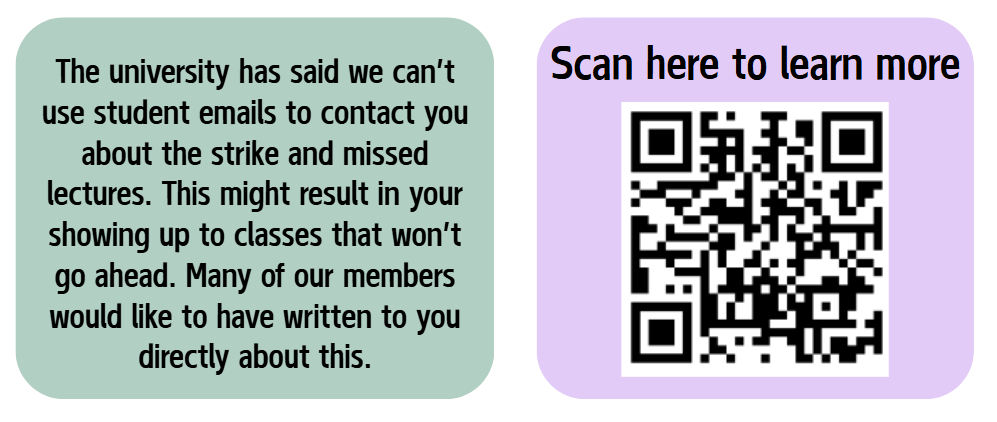 The university has said we can't
use student emails to contact you
about the strike and missed
lectures. This might result in your
showing up to classes that won't
go ahead. Many of our members
would like to have written to you
directly about this.
Scan here to learn more